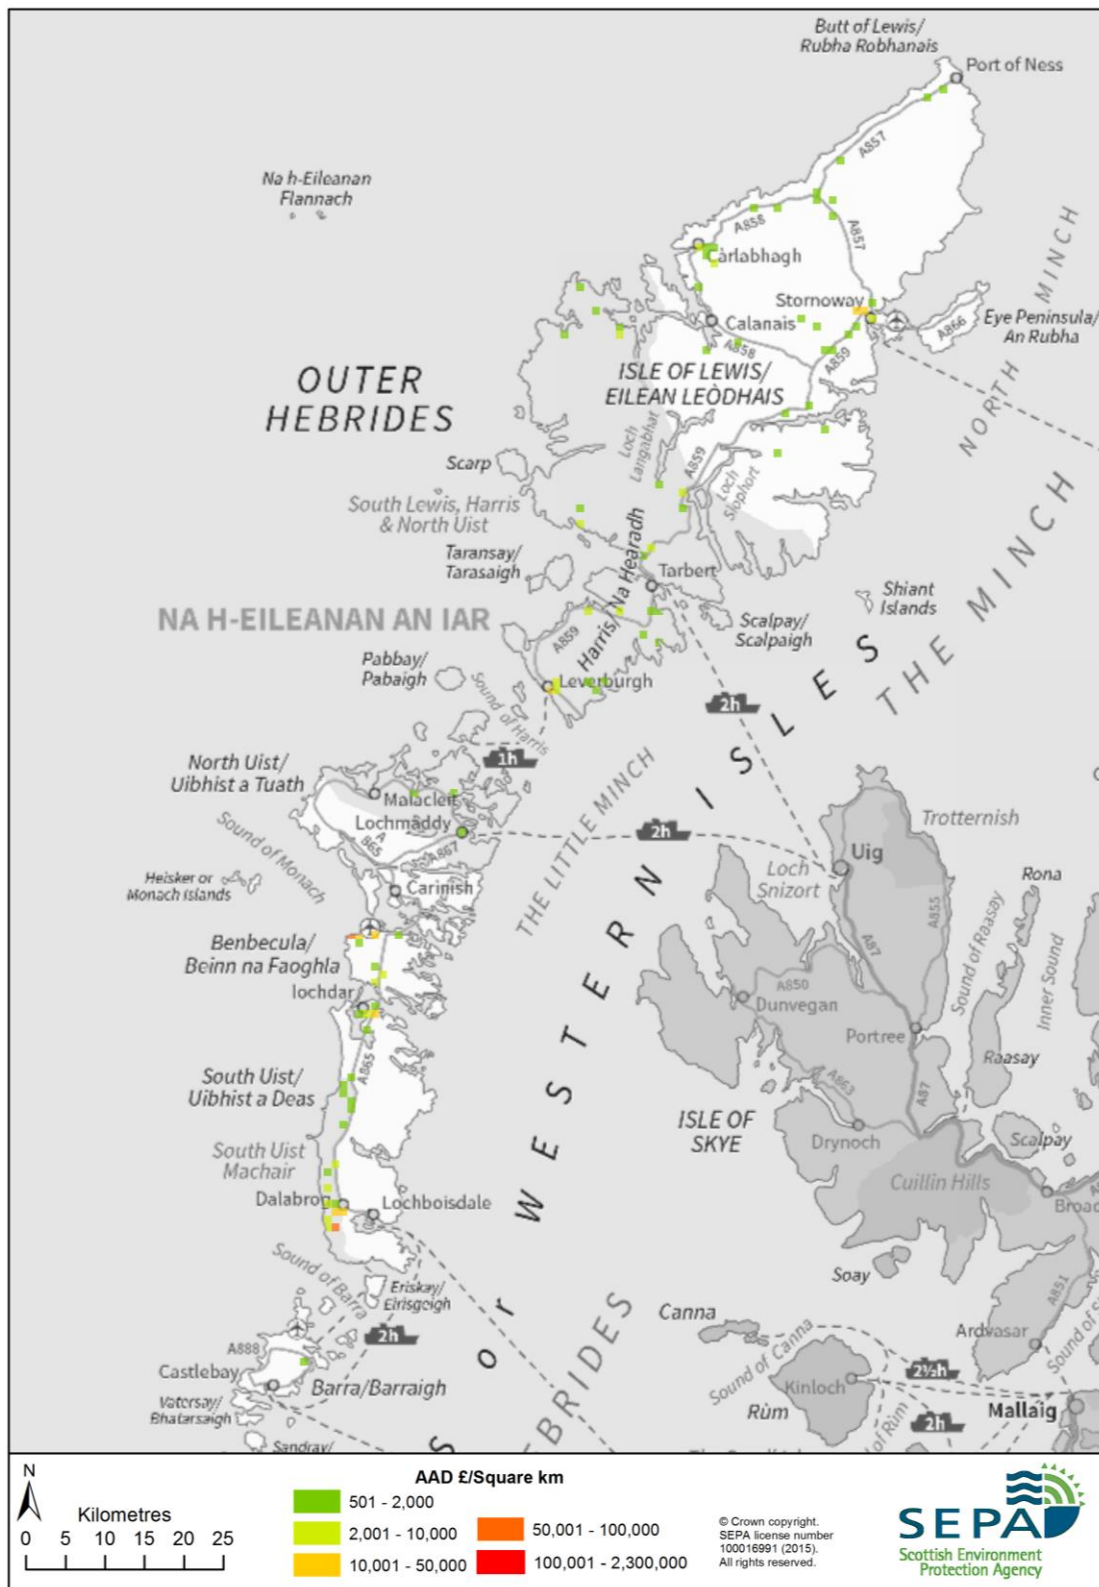 Butt of Lewis/
Rubha Robhanais
Port of Ness
A857
Na h-Eileanan
Flannach
A858
A857
NORTH MINCH
Càrlabhagh
Stornoway
Eye Peninsula/
An Rubha
A866
Calanais
A858
A859
OUTER
HEBRIDES
ISLE OF LEWIS/
EILEAN LEÒDHAIS
Loch
Langabhat
A859
Scarp
Loch
South Lewis, Harris
& North Uist
Taransay/
Tarasaigh
Harris/Na Hearadh
Tarbert
Shiant
Islands
THE MINCH
NA H-EILEANAN AN IAR
A859
Scalpay/
Scalpaigh
Pabbay/
Pabaigh
Leverburgh
Sound of Harris
2h
1h
WESTERN ISLES
North Uist/
Uibhist a Tuath
Malacleit
Lochmaddy
A
865
A867
Sound of Monach
THE LITTLE MINCH
2h
Trotternish
Uig
Loch
Snizort
Heisker or
Monach Islands
Carinish
Rona
A855
A87
Sound of Raasay
Inner Sound
Benbecula/
Beinn na Faoghla
Iochdar
A850
Dunvegan
Portree
Raasay
A865
South Uist/
Uibhist a Deas
A863
A87
ISLE OF
SKYE
Drynoch
Scalpay
South Uist
Machair
Cuillin Hills
Dalabrog
Lochboisdale
Broad
Sound of Barra
Eriskay/
Eirisgeigh
Soay
A851
Canna
Ardvasar
Sound of
or
2h
A888
Castlebay
Barra/Barraigh
Sound of Canna
Kinloch
2½h
Vatersay/
Bhatarsaigh
Rùm
of Rùm
2h
Mallaig
Sandray/
S
EBRIDES
N
Kilometres
0 5 10 15 20 25
AAD £/Square km
501 - 2,000
2,001 - 10,000
10,001 - 50,000
50,001 - 100,000
100,001 - 2,300,000
© Crown copyright.
SEPA license number
100016991 (2015).
All rights reserved.
SEPA
Scottish Environment
Protection Agency